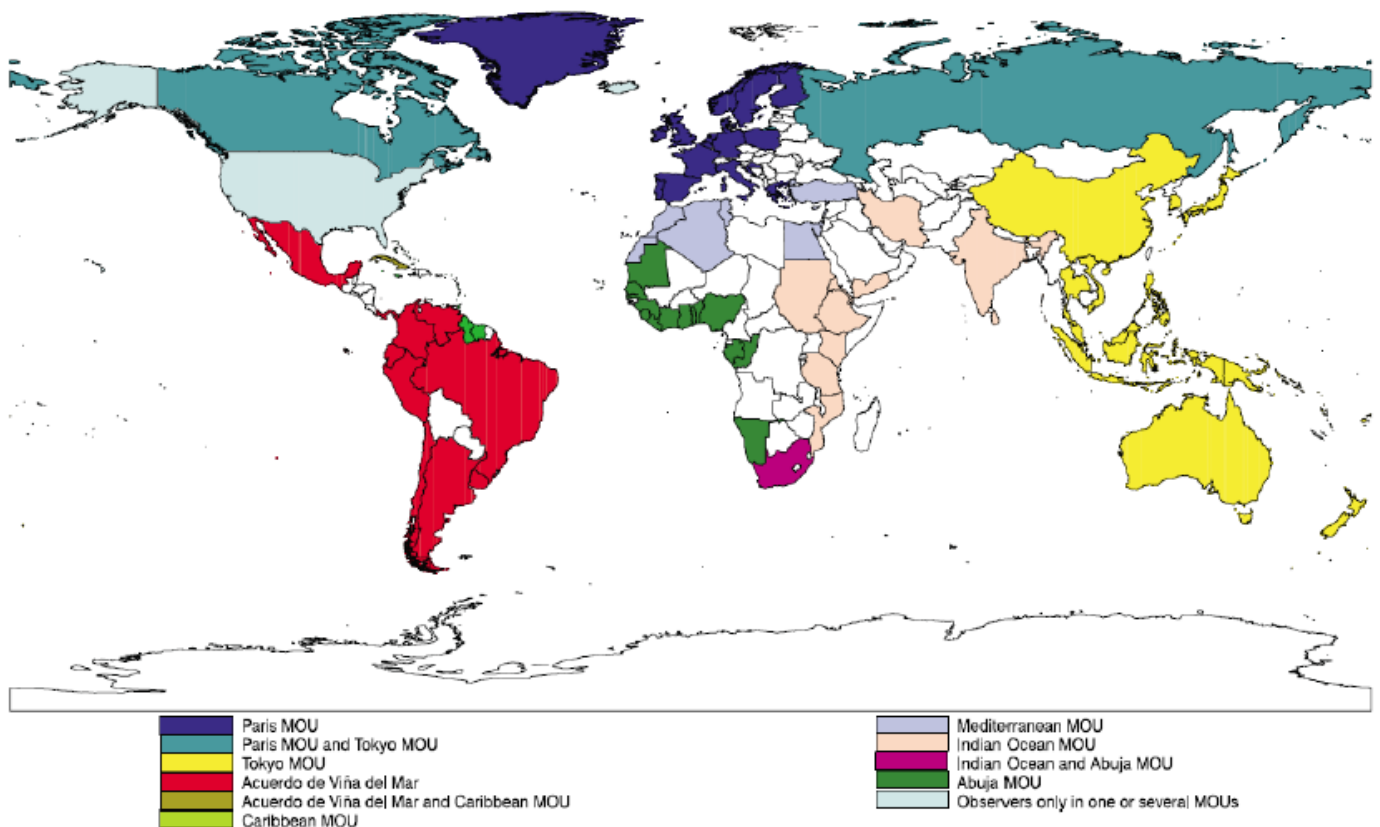 Paris MOU
Paris MOU and Tokyo MOU
Tokyo MOU
Acuerdo de Viña del Mar
Acuerdo de Viña del Mar and Caribbean MOU
Caribbean MOU
Mediterranean MOU
Indian Ocean MOU
Indian Ocean and Abuja MOU
Abuja MOU
Observers only in one or several MOUs